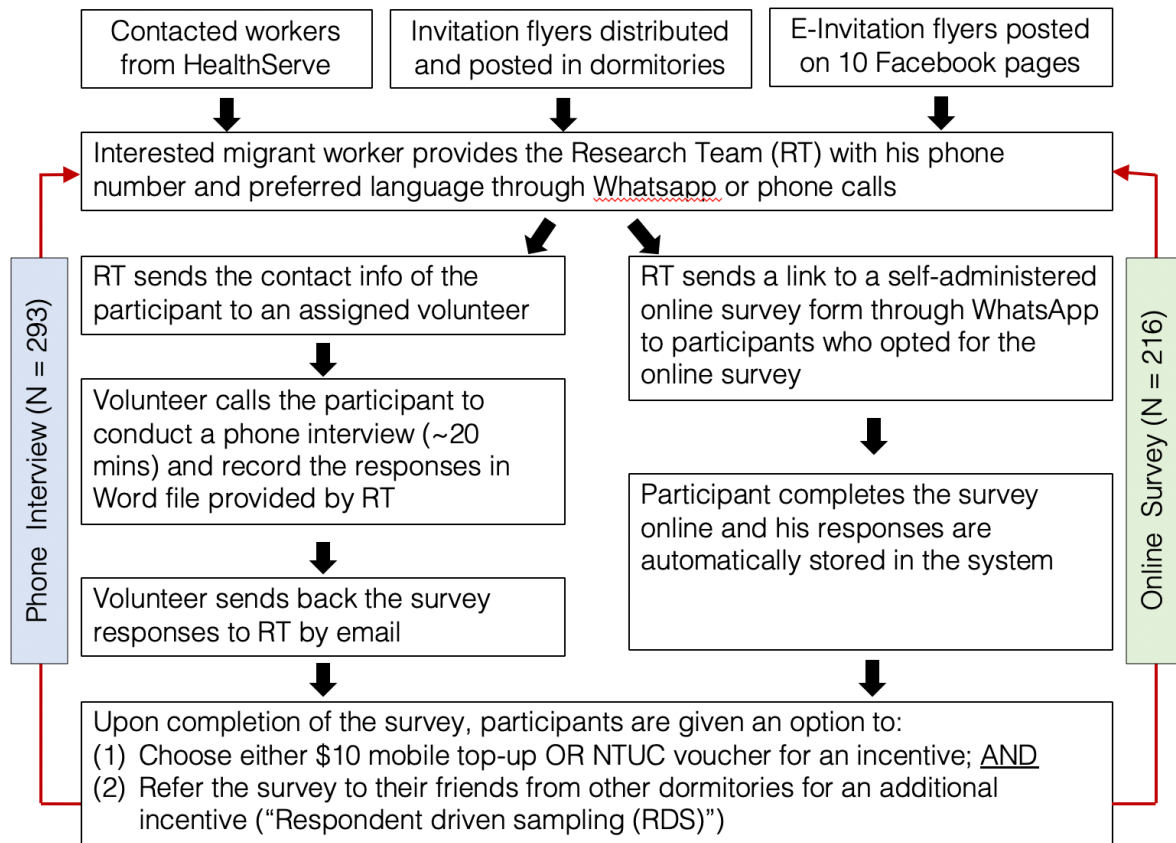 Contacted workers
from HealthServe
Invitation flyers distributed
and posted in dormitories
E-Invitation flyers posted
on 10 Facebook pages
Interested migrant worker provides the Research Team (RT) with his phone
number and preferred language through Whatsapp or phone calls
Phone Interview (N = 293)
RT sends the contact info of the
participant to an assigned volunteer
Volunteer calls the participant to
conduct a phone interview (~20
mins) and record the responses in
Word file provided by RT
Volunteer sends back the survey
responses to RT by email
RT sends a link to a self-administered
online survey form through WhatsApp
to participants who opted for the
online survey
Participant completes the survey
online and his responses are
automatically stored in the system
Online Survey (N = 216)
Upon completion of the survey, participants are given an option to:
(1) Choose either $10 mobile top-up OR NTUC voucher for an incentive; AND
(2) Refer the survey to their friends from other dormitories for an additional
incentive (“Respondent driven sampling (RDS)”)